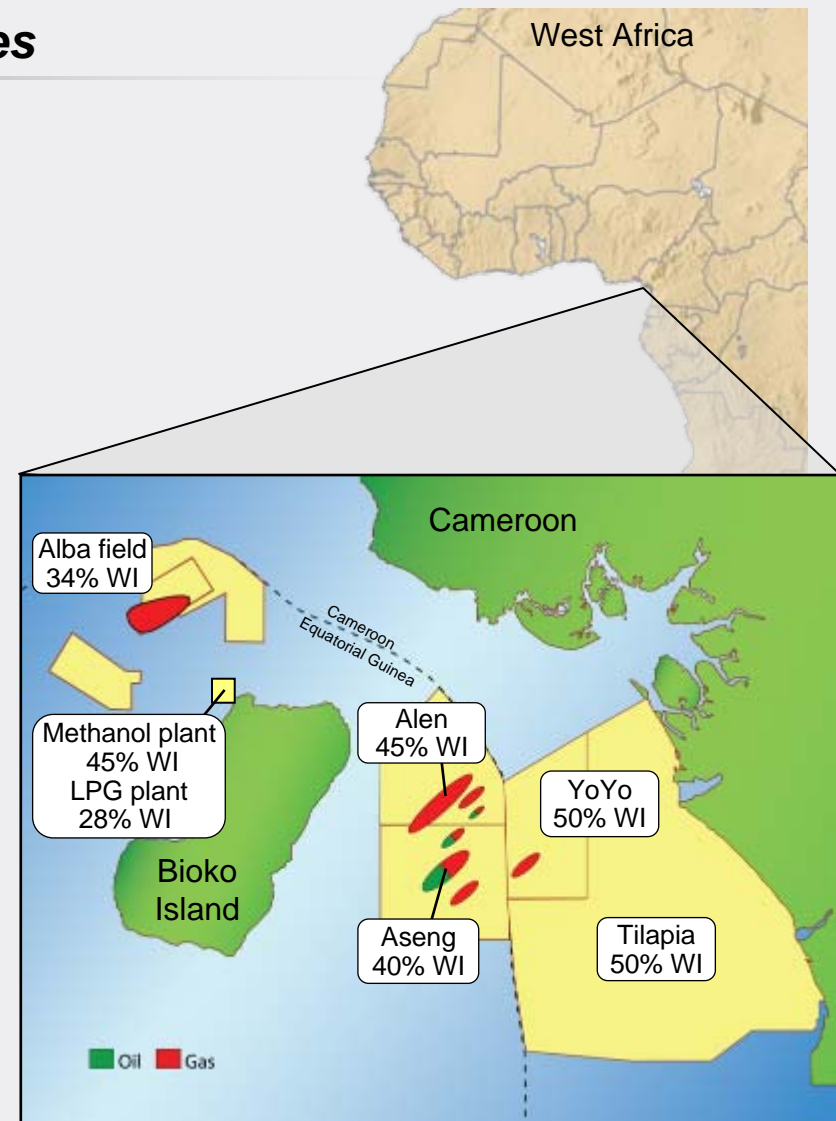 es
West Africa
Cameroon
Alba field
34% WI
Cameroon
Equatorial Guinea
Methanol plant
45% WI
LPG plant
28% WI
Alen
45% WI
YoYo
50% WI
Bioko
Island
Aseng
40% WI
Tilapia
50% WI
Oil
Gas